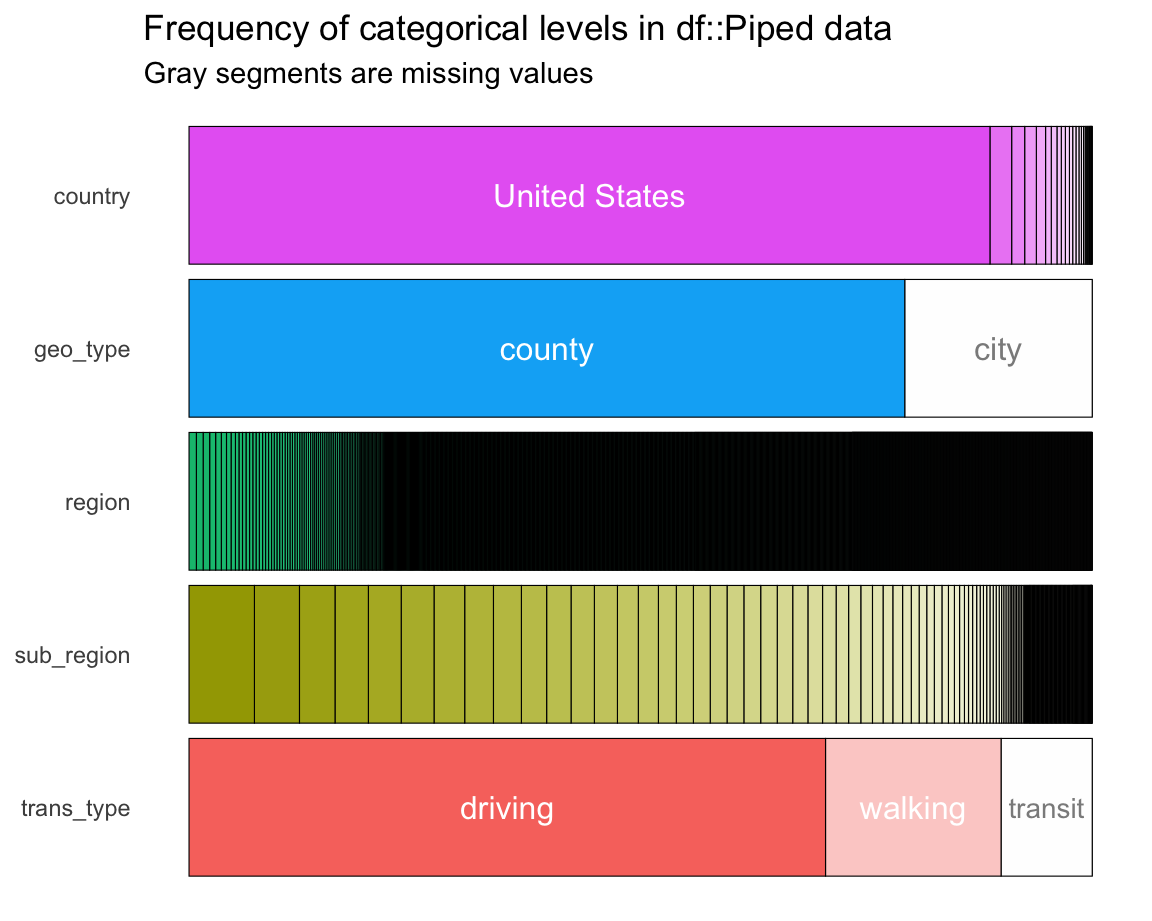 Frequency of categorical levels in df::Piped data
Gray segments are missing values
country
United States
geo_type
county
city
region
sub_region
trans_type
driving
walking
transit